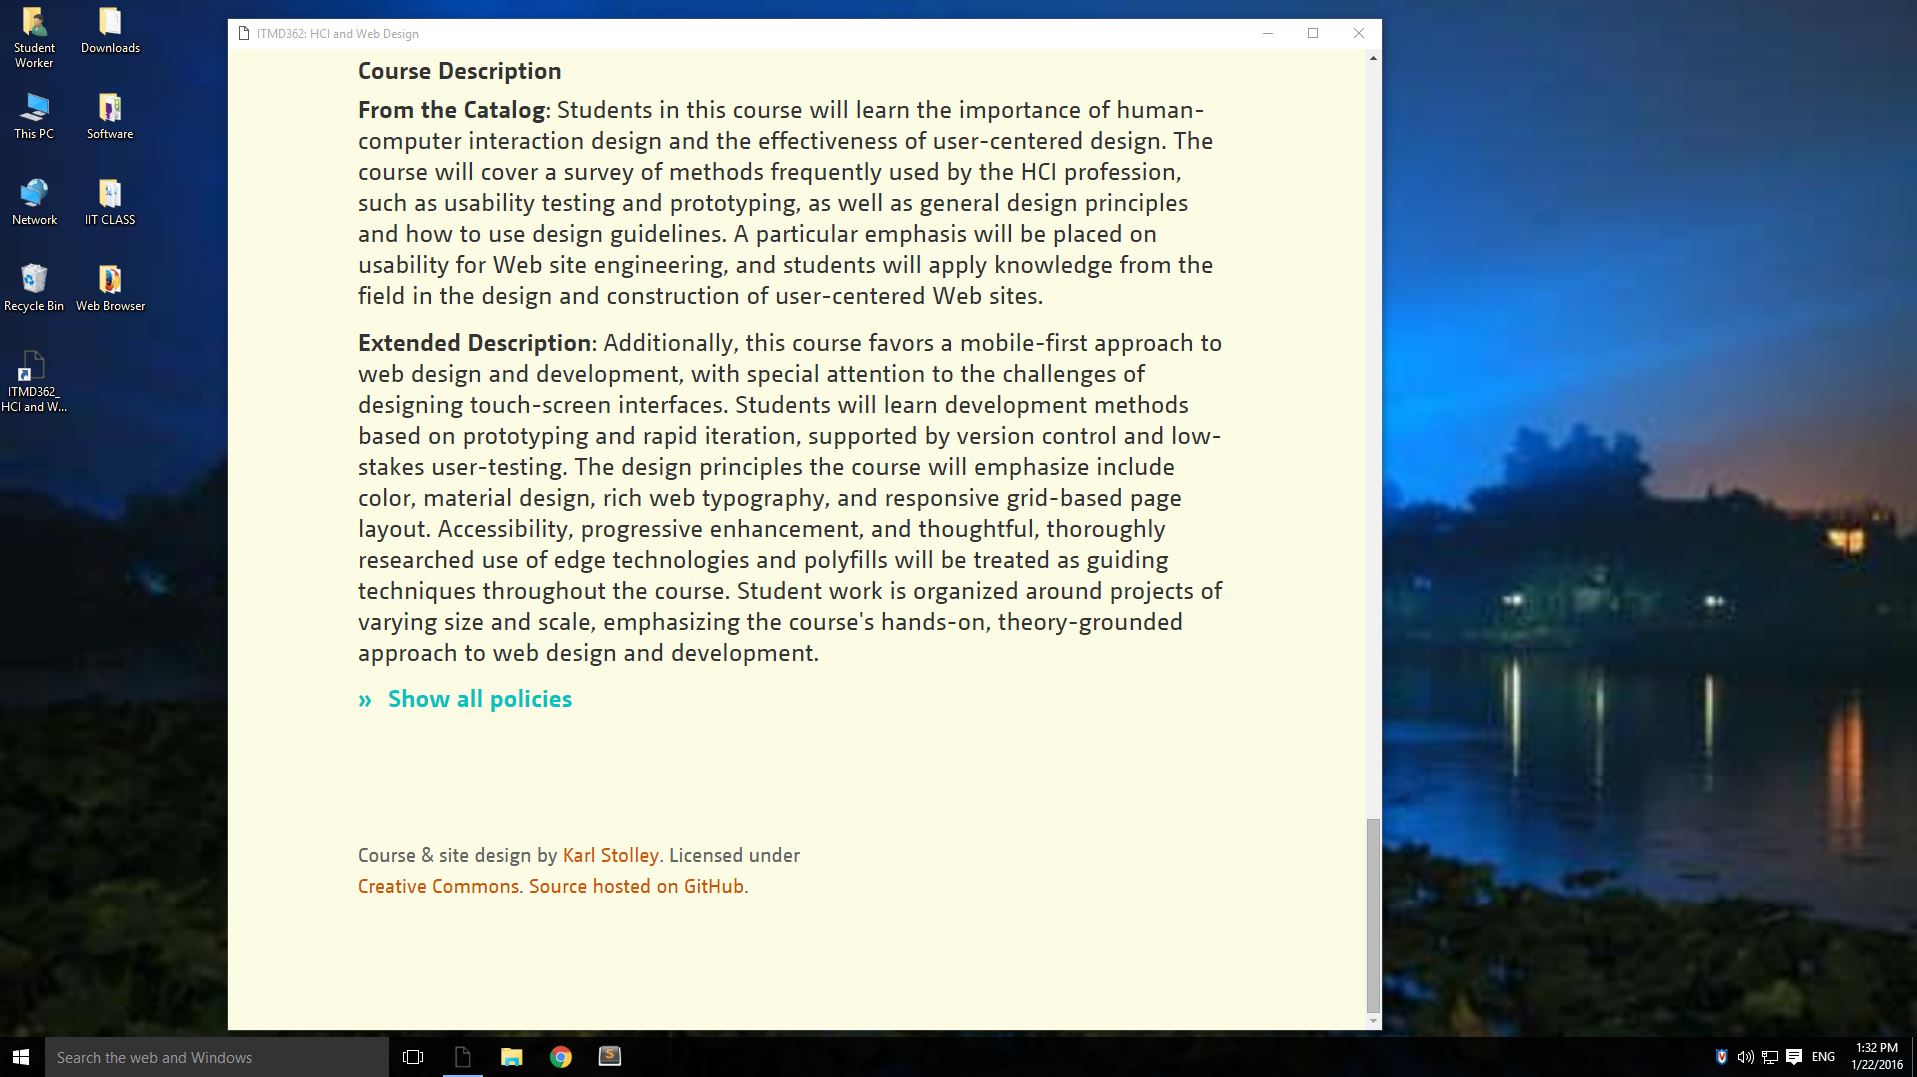 Student
Worker
Downloads
This PC
Software
Network
IIT CLASS
Recycle Bin
Web Browser
ITMD362_
HCI and W...
ITMD362: HCI and Web Design
Course Description
From the Catalog: Students in this course will learn the importance of human-
computer interaction design and the effectiveness of user-centered design. The
course will cover a survey of methods frequently used by the HCI profession,
such as usability testing and prototyping, as well as general design principles
and how to use design guidelines. A particular emphasis will be placed on
usability for Web site engineering, and students will apply knowledge from the
field in the design and construction of user-centered Web sites.
Extended Description: Additionally, this course favors a mobile-first approach to
web design and development, with special attention to the challenges of
designing touch-screen interfaces. Students will learn development methods
based on prototyping and rapid iteration, supported by version control and low-
stakes user-testing. The design principles the course will emphasize include
color, material design, rich web typography, and responsive grid-based page
layout. Accessibility, progressive enhancement, and thoughtful, thoroughly
researched use of edge technologies and polyfills will be treated as guiding
techniques throughout the course. Student work is organized around projects of
varying size and scale, emphasizing the course's hands-on, theory-grounded
approach to web design and development.
» Show all policies
Course & site design by Karl Stolley. Licensed under
Creative Commons. Source hosted on GitHub.
Search the web and Windows
S
ENG
1:32 PM
1/22/2016